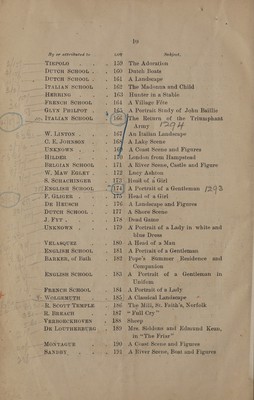 10
By or attributed to LOT Subject.
TIEPOLO . . 159 The Adoration
DUTCH SCHOOL . . 160 Dutch Boats
DUTCH SCHOOL . . 161 A Landscape
ITALIAN SCHOOL . . 162 The Madonna and Child
HERRING . . 163 Hunter in a Stable
FRENCH SCHOOL . . 164 A Village Fête
GLYN PHILPOT . . 165 A Portrait Study of John Baillie
ITALIAN SCHOOL . . 166 The Return of the Triumphant
Army 1294
W. LINTON . . 167 An Italian Landscape
C. E. JOHNSON . . 168 A Lake Scene
UNKNOWN . . 169 A Coast Scene and Figures
HILDER . . 170 London from Hampstead
BELGIAN SCHOOL . . 171 A River Scene, Castle and Figure
W. MAW EGLEY . . 172 Lucy Ashton
S. SCHACHINGER . . 173 Head of a Girl
ENGLISH SCHOOL . . 174 A Portrait of a Gentleman 1293
F. GLIGER . . 175 Head of a Girl
DE HEUSCH . . 176 A Landscape and Figures
DUTCH SCHOOL . . 177 A Shore Scene
J. FYT . . 178 Dead Game
UNKNOWN . . 179 A Portrait of a Lady in white and
blue Dress
VELASQUEZ . . 180 A Head of a Man
ENGLISH SCHOOL . . 181 A Portrait of a Gentleman
BARKER, of Bath . . 182 Pope's Summer Residence and
Companion
ENGLISH SCHOOL . . 183 A Portrait of a Gentleman in
Uniform
FRENCH SCHOOL . . 184 A Portrait of a Lady
WOLGEMUTH . . 185 A Classical Landscape
R. SCOTT TEMPLE . . 186 The Mill, St. Faith's, Norfolk
R. BREACH . . 187 "Full Cry"
VERBOECKHOVEN . . 188 Sheep
DE LOUTHERBURG . . 189 Mrs. Siddons and Edmund Kean,
in "The Friar"
MONTAGUE . . 190 A Coast Scene and Figures
SANDBY . . 191 A River Scene, Boat and Figures